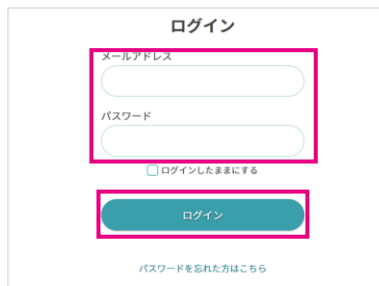 ログイン
メールアドレス
パスワード
ログインしたままにする
ログイン
パスワードを忘れた方はこちら